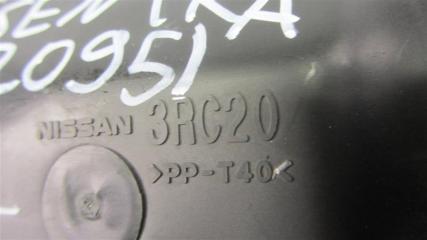 SENTRA
20951
NISSAN 3RC20
>PP-T40<